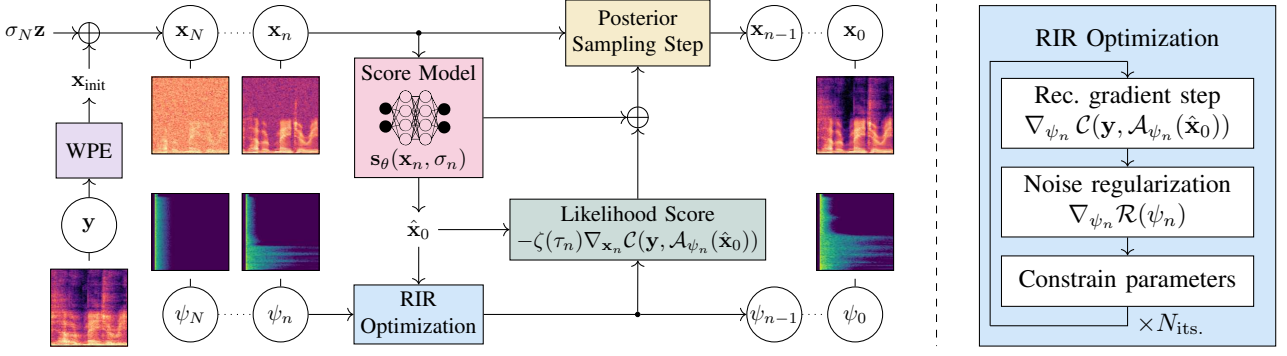 σ_N z
x_N
x_n
Posterior
Sampling Step
x_{n−1}
x_0
x_init
Score Model
s_θ(x_n, σ_n)
WPE
y
x̂_0
Likelihood Score
−ζ(τ_n)∇_{x_n} C(y, A_{ψ_n}(x̂_0))
ψ_N
ψ_n
RIR
Optimization
ψ_{n−1}
ψ_0
RIR Optimization
Rec. gradient step
∇_{ψ_n} C(y, A_{ψ_n}(x̂_0))
Noise regularization
∇_{ψ_n} R(ψ_n)
Constrain parameters
×N_its.